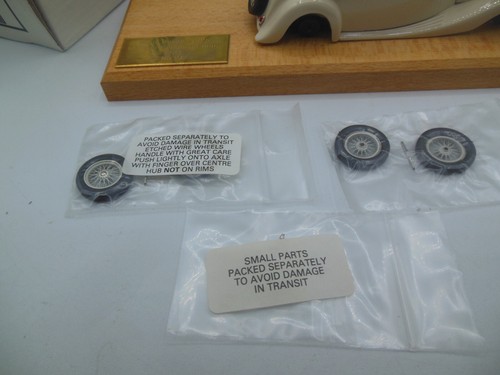 PACKED SEPARATELY TO
AVOID DAMAGE IN TRANSIT
ETCHED WIRE WHEELS
HANDLE WITH GREAT CARE
PUSH LIGHTLY ONTO AXLE
WITH FINGER OVER CENTRE
HUB NOT ON RIMS
SMALL PARTS
PACKED SEPARATELY
TO AVOID DAMAGE
IN TRANSIT